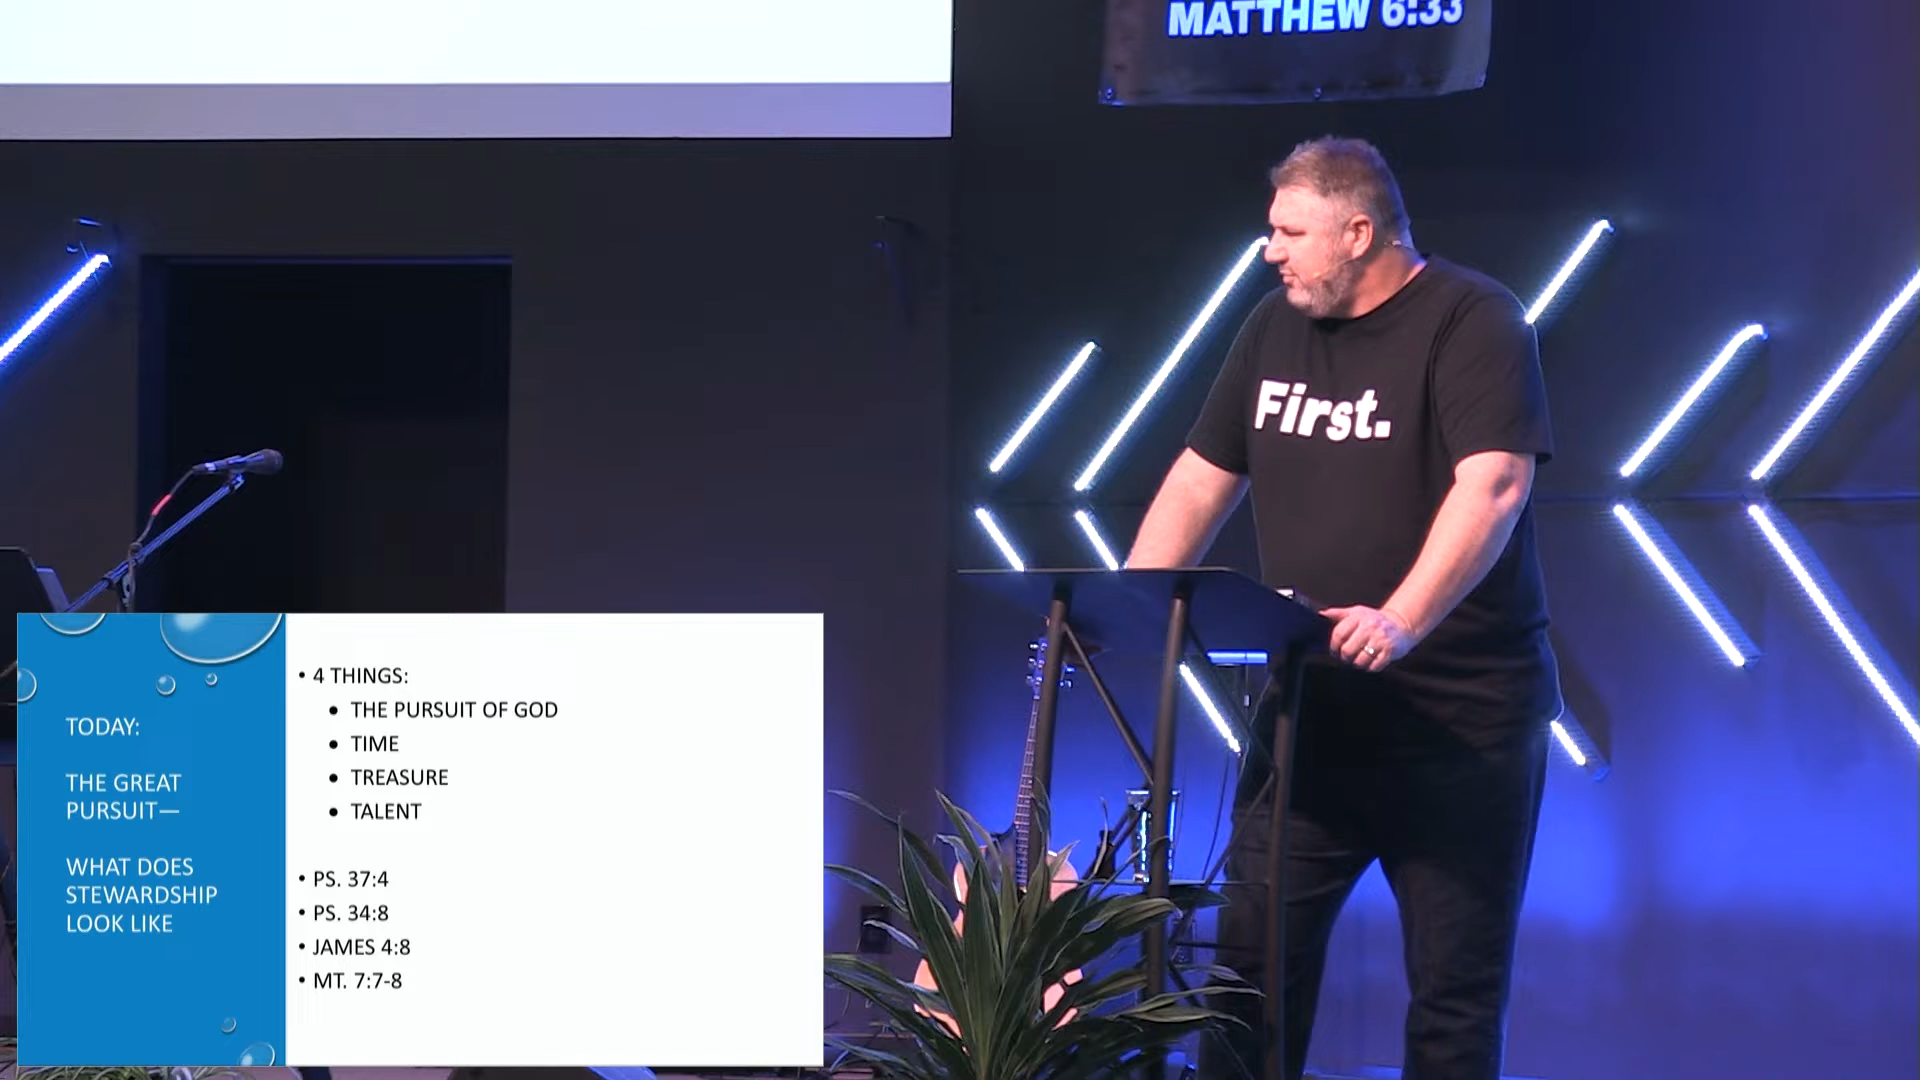 MATTHEW 6:33
First.
TODAY:
THE GREAT
PURSUIT—
WHAT DOES
STEWARDSHIP
LOOK LIKE
• 4 THINGS:
• THE PURSUIT OF GOD
• TIME
• TREASURE
• TALENT
• PS. 37:4
• PS. 34:8
• JAMES 4:8
• MT. 7:7-8